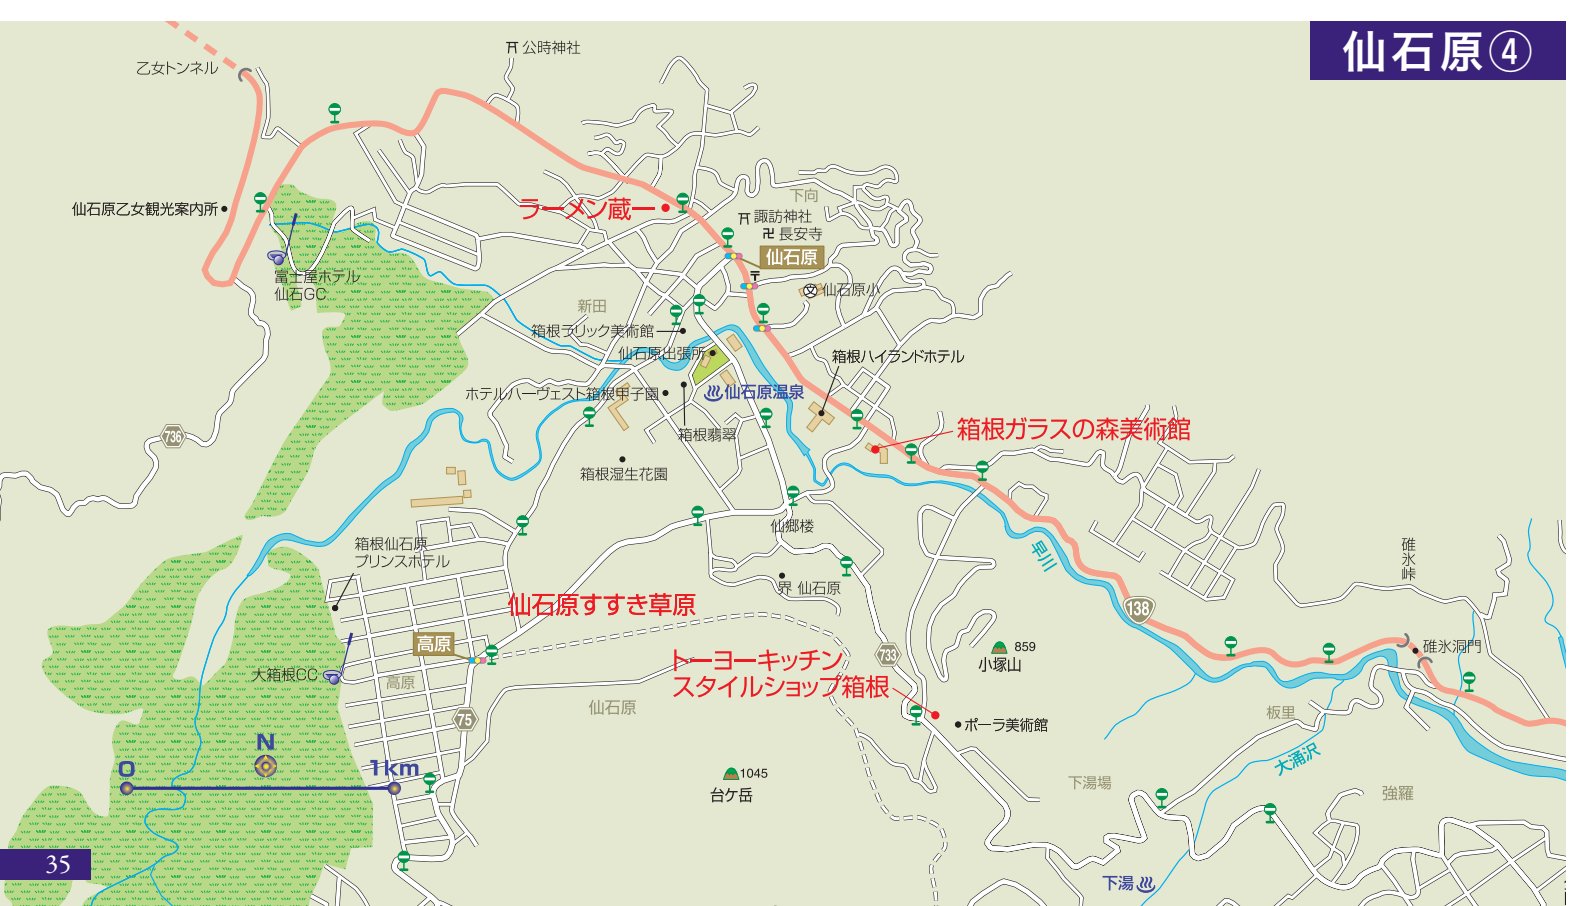 仙石原④
公時神社
乙女トンネル
下向
仙石原乙女観光案内所
ラーメン蔵一
諏訪神社
長安寺
仙石原
〒
富士屋ホテル
仙石GC
文
仙石原小
新田
箱根ラリック美術館
仙石原出張所
箱根ハイランドホテル
ホテルハーヴェスト箱根甲子園
仙石原温泉
箱根ガラスの森美術館
736
箱根翡翠
箱根湿生花園
仙郷楼
箱根仙石原
プリンスホテル
早川
碓氷峠
界 仙石原
仙石原すすき草原
138
高原
733
859
小塚山
碓氷洞門
トーヨーキッチン
スタイルショップ箱根
大箱根CC
高原
仙石原
75
ポーラ美術館
板里
N
0
1km
1045
台ケ岳
大涌沢
下湯場
強羅
35
下湯